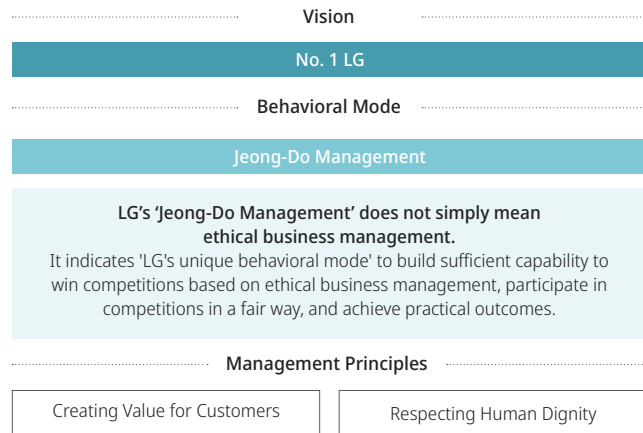 Vision
No. 1 LG
Behavioral Mode
Jeong-Do Management
LG's ‘Jeong-Do Management’ does not simply mean
ethical business management.
It indicates 'LG's unique behavioral mode' to build sufficient capability to
win competitions based on ethical business management, participate in
competitions in a fair way, and achieve practical outcomes.
Management Principles
Creating Value for Customers
Respecting Human Dignity